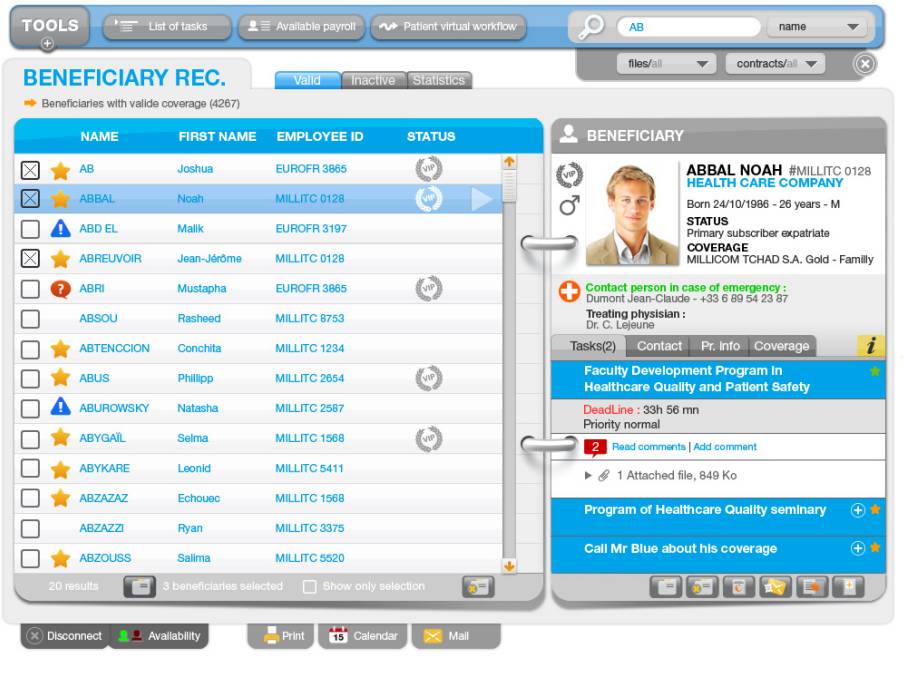 TOOLS
List of tasks
Available payroll
Patient virtual workflow
AB
name
files/all
contracts/all
BENEFICIARY REC.
Valid
Inactive
Statistics
Beneficiaries with valide coverage (4267)
NAME FIRST NAME EMPLOYEE ID STATUS
AB Joshua EUROFR 3865 VIP
ABBAL Noah MILLITC 0128 VIP
ABD EL Malik EUROFR 3197
ABREUVOIR Jean-Jérôme MILLITC 0128
ABRI Mustapha EUROFR 3865 VIP
ABSOU Rasheed MILLITC 8753
ABTENCCION Conchita MILLITC 1234
ABUS Phillipp MILLITC 2654 VIP
ABUROWSKY Natasha MILLITC 2587
ABYGAÏL Selma MILLITC 1568 VIP
ABYKARE Leonid MILLITC 5411
ABZAZAZ Echouec MILLITC 1568
ABZAZZI Ryan MILLITC 3375
ABZOUSS Salima MILLITC 5520
20 results
3 beneficiaries selected
Show only selection
BENEFICIARY
VIP
ABBAL NOAH #MILLITC 0128
HEALTH CARE COMPANY
Born 24/10/1986 - 26 years - M
STATUS
Primary subscriber expatriate
COVERAGE
MILLICOM TCHAD S.A. Gold - Familly
Contact person in case of emergency :
Dumont Jean-Claude - +33 6 89 54 23 87
Treating physisian :
Dr. C. Lejeune
Tasks(2)
Contact
Pr. Info
Coverage
i
Faculty Development Program in
Healthcare Quality and Patient Safety
DeadLine : 33h 56 mn
Priority normal
2 Read comments | Add comment
1 Attached file, 849 Ko
Program of Healthcare Quality seminary
Call Mr Blue about his coverage
Disconnect
Availability
Print
15 Calendar
Mail